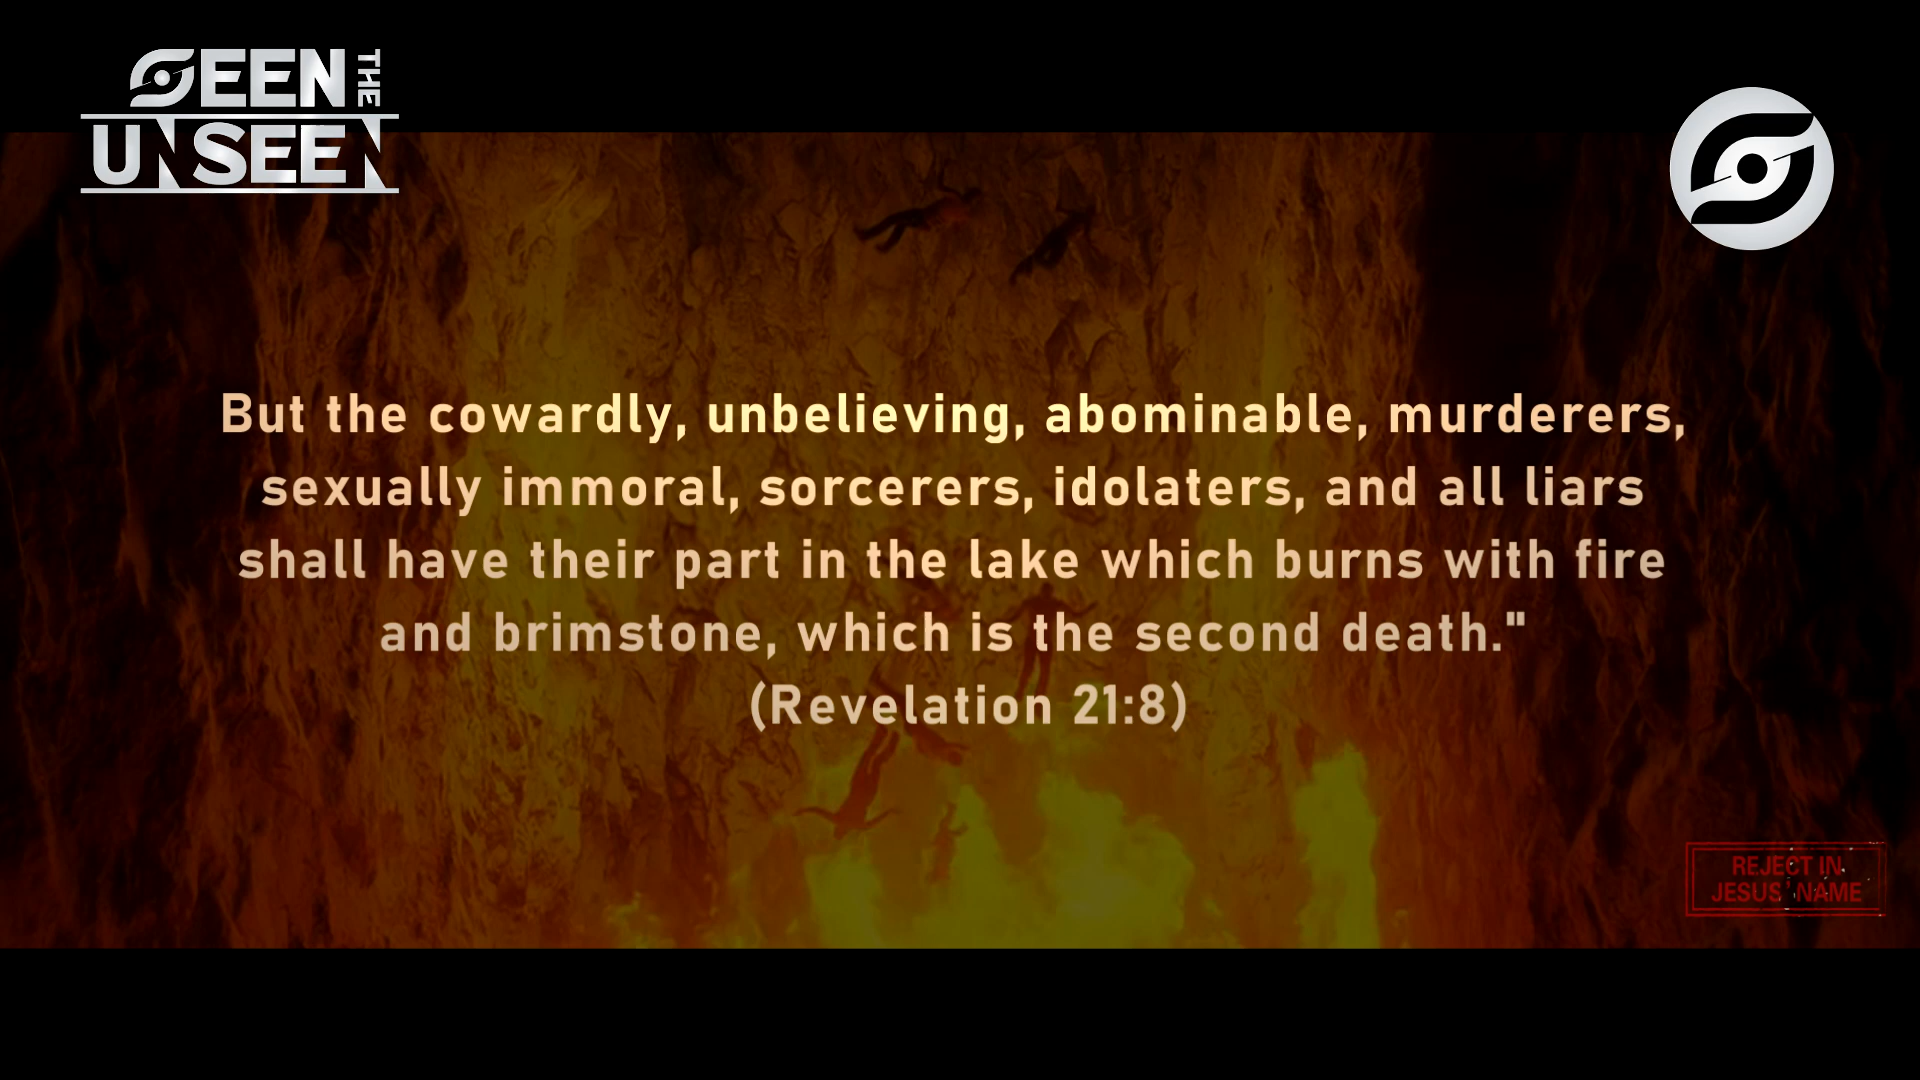 SEEN THE
UNSEEN
But the cowardly, unbelieving, abominable, murderers,
sexually immoral, sorcerers, idolaters, and all liars
shall have their part in the lake which burns with fire
and brimstone, which is the second death."
(Revelation 21:8)
REJECT IN
JESUS' NAME